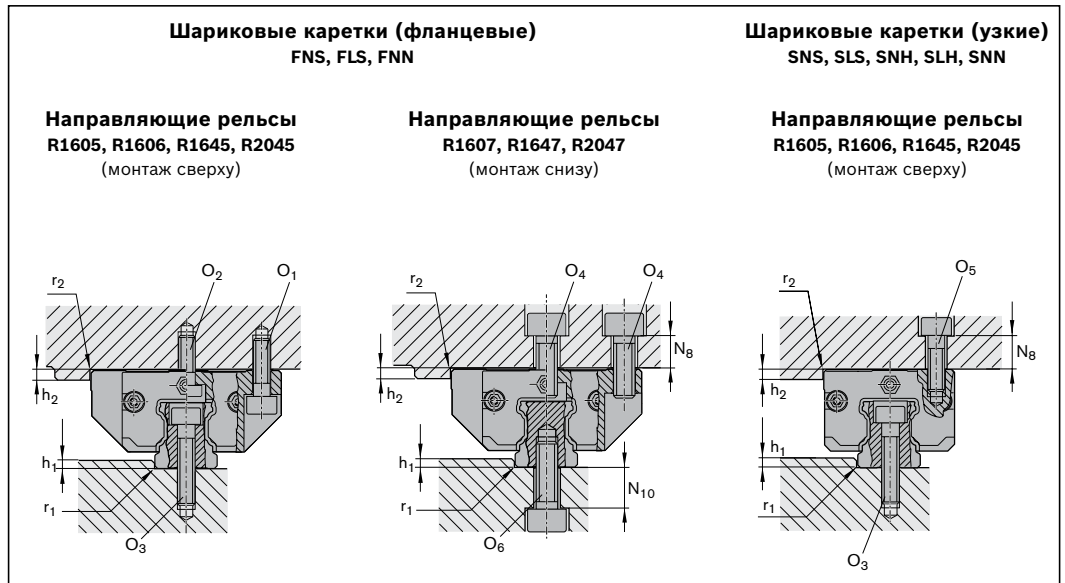 Шариковые каретки (фланцевые)
FNS, FLS, FNN
Шариковые каретки (узкие)
SNS, SLS, SNH, SLH, SNN
Направляющие рельсы
R1605, R1606, R1645, R2045
(монтаж сверху)
Направляющие рельсы
R1607, R1647, R2047
(монтаж снизу)
Направляющие рельсы
R1605, R1606, R1645, R2045
(монтаж сверху)
r2 O2 O1
h2
h1
r1
O3
r2 O4 O4
N8
h2
h1
N10
r1
O6
r2 O5
N8
h2
h1
r1
O3